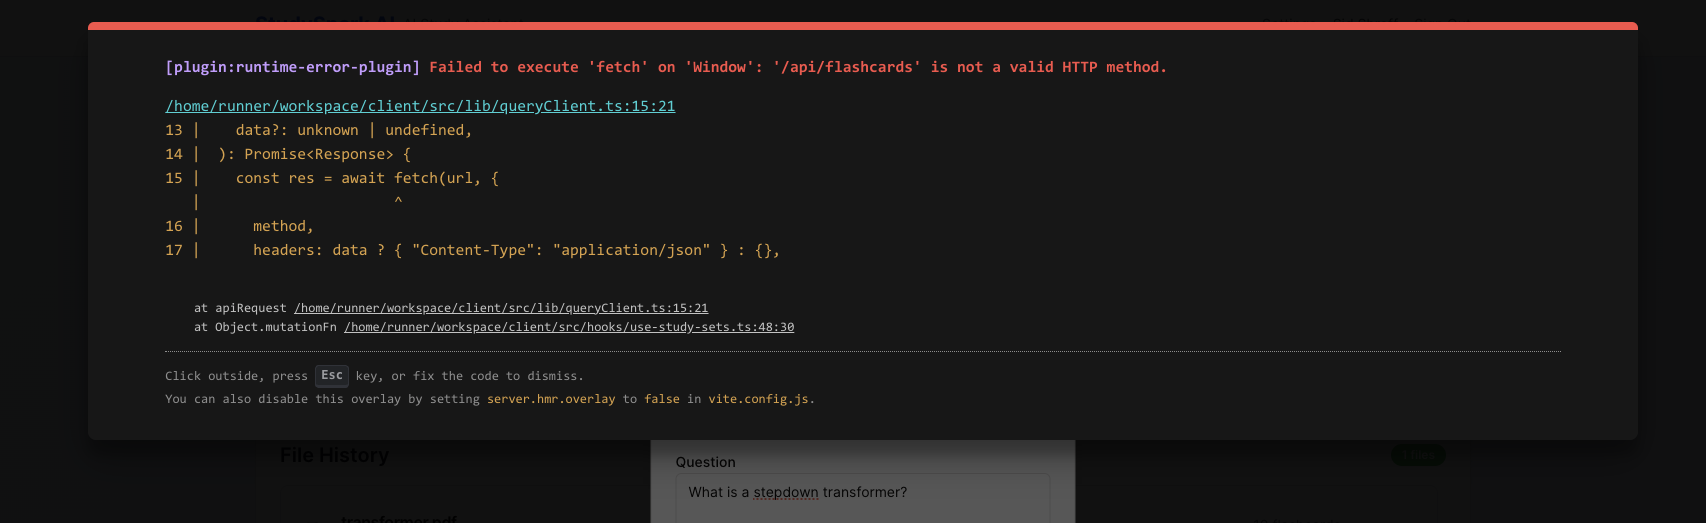 [plugin:runtime-error-plugin] Failed to execute 'fetch' on 'Window': '/api/flashcards' is not a valid HTTP method.
/home/runner/workspace/client/src/lib/queryClient.ts:15:21
13 |    data?: unknown | undefined,
14 |  ): Promise<Response> {
15 |    const res = await fetch(url, {
   |                      ^
16 |      method,
17 |      headers: data ? { "Content-Type": "application/json" } : {},
at apiRequest /home/runner/workspace/client/src/lib/queryClient.ts:15:21
at Object.mutationFn /home/runner/workspace/client/src/hooks/use-study-sets.ts:48:30
Click outside, press Esc key, or fix the code to dismiss.
You can also disable this overlay by setting server.hmr.overlay to false in vite.config.js.
File History
Question
What is a stepdown transformer?
transformer.pdf